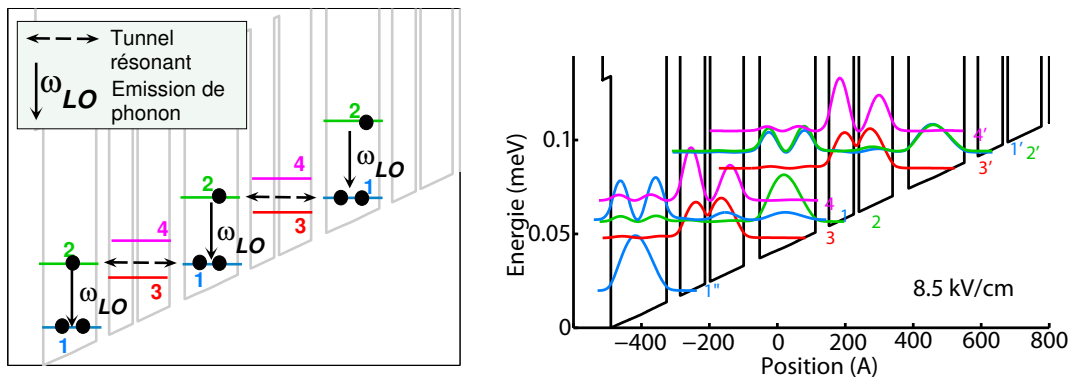 Tunnel
résonant
ω LO
Emission de
phonon
2
ω LO
4
1
2
3
4
ω LO
2
3
1
ω LO
1
Energie (meV)
0.1
0.05
0
4'
1'
2'
3'
4
1
2
3
1"
8.5 kV/cm
−400
−200
0
200
400
600
800
Position (A)